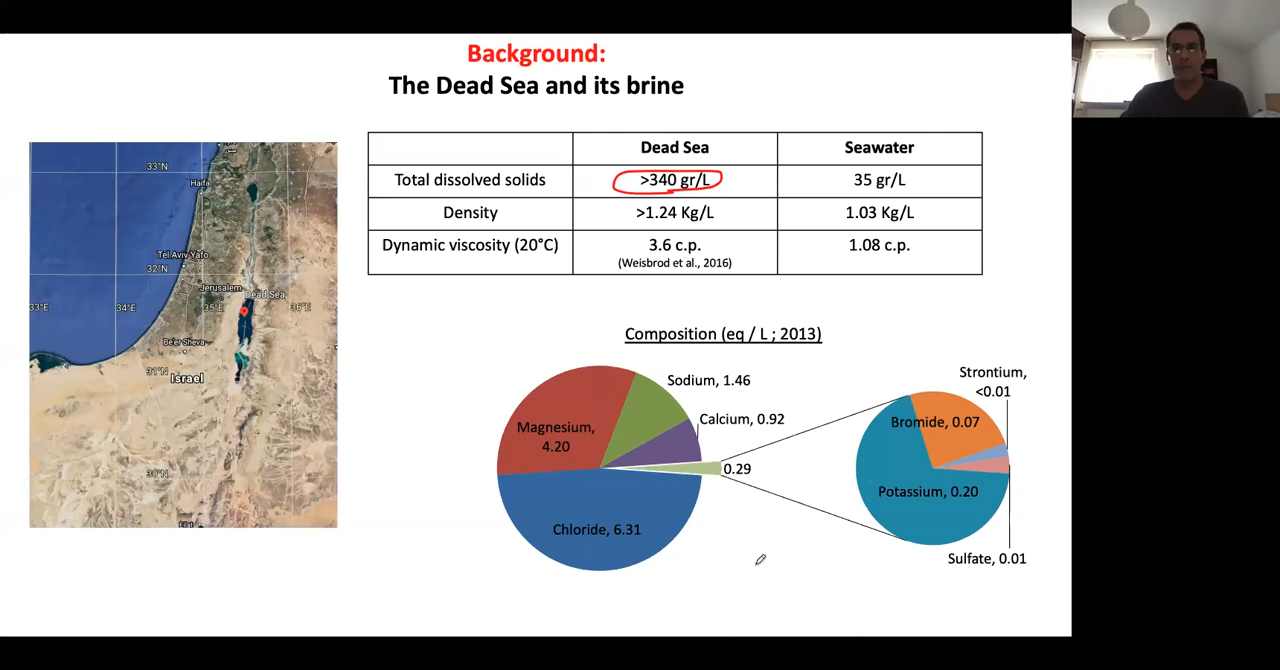 Background:
The Dead Sea and its brine
Dead Sea Seawater
Total dissolved solids >340 gr/L 35 gr/L
Density >1.24 Kg/L 1.03 Kg/L
Dynamic viscosity (20°C) 3.6 c.p. 1.08 c.p.
(Weisbrod et al., 2016)
33°N
Haifa
Tel Aviv-Yafo
32°N
Jerusalem
Dead Sea
33°E 34°E 35°E 36°E
Be'er Sheva
31°N
Israel
30°N
Composition (eq / L ; 2013)
Sodium, 1.46
Calcium, 0.92
Magnesium,
4.20
0.29
Chloride, 6.31
Strontium,
<0.01
Bromide, 0.07
Potassium, 0.20
Sulfate, 0.01